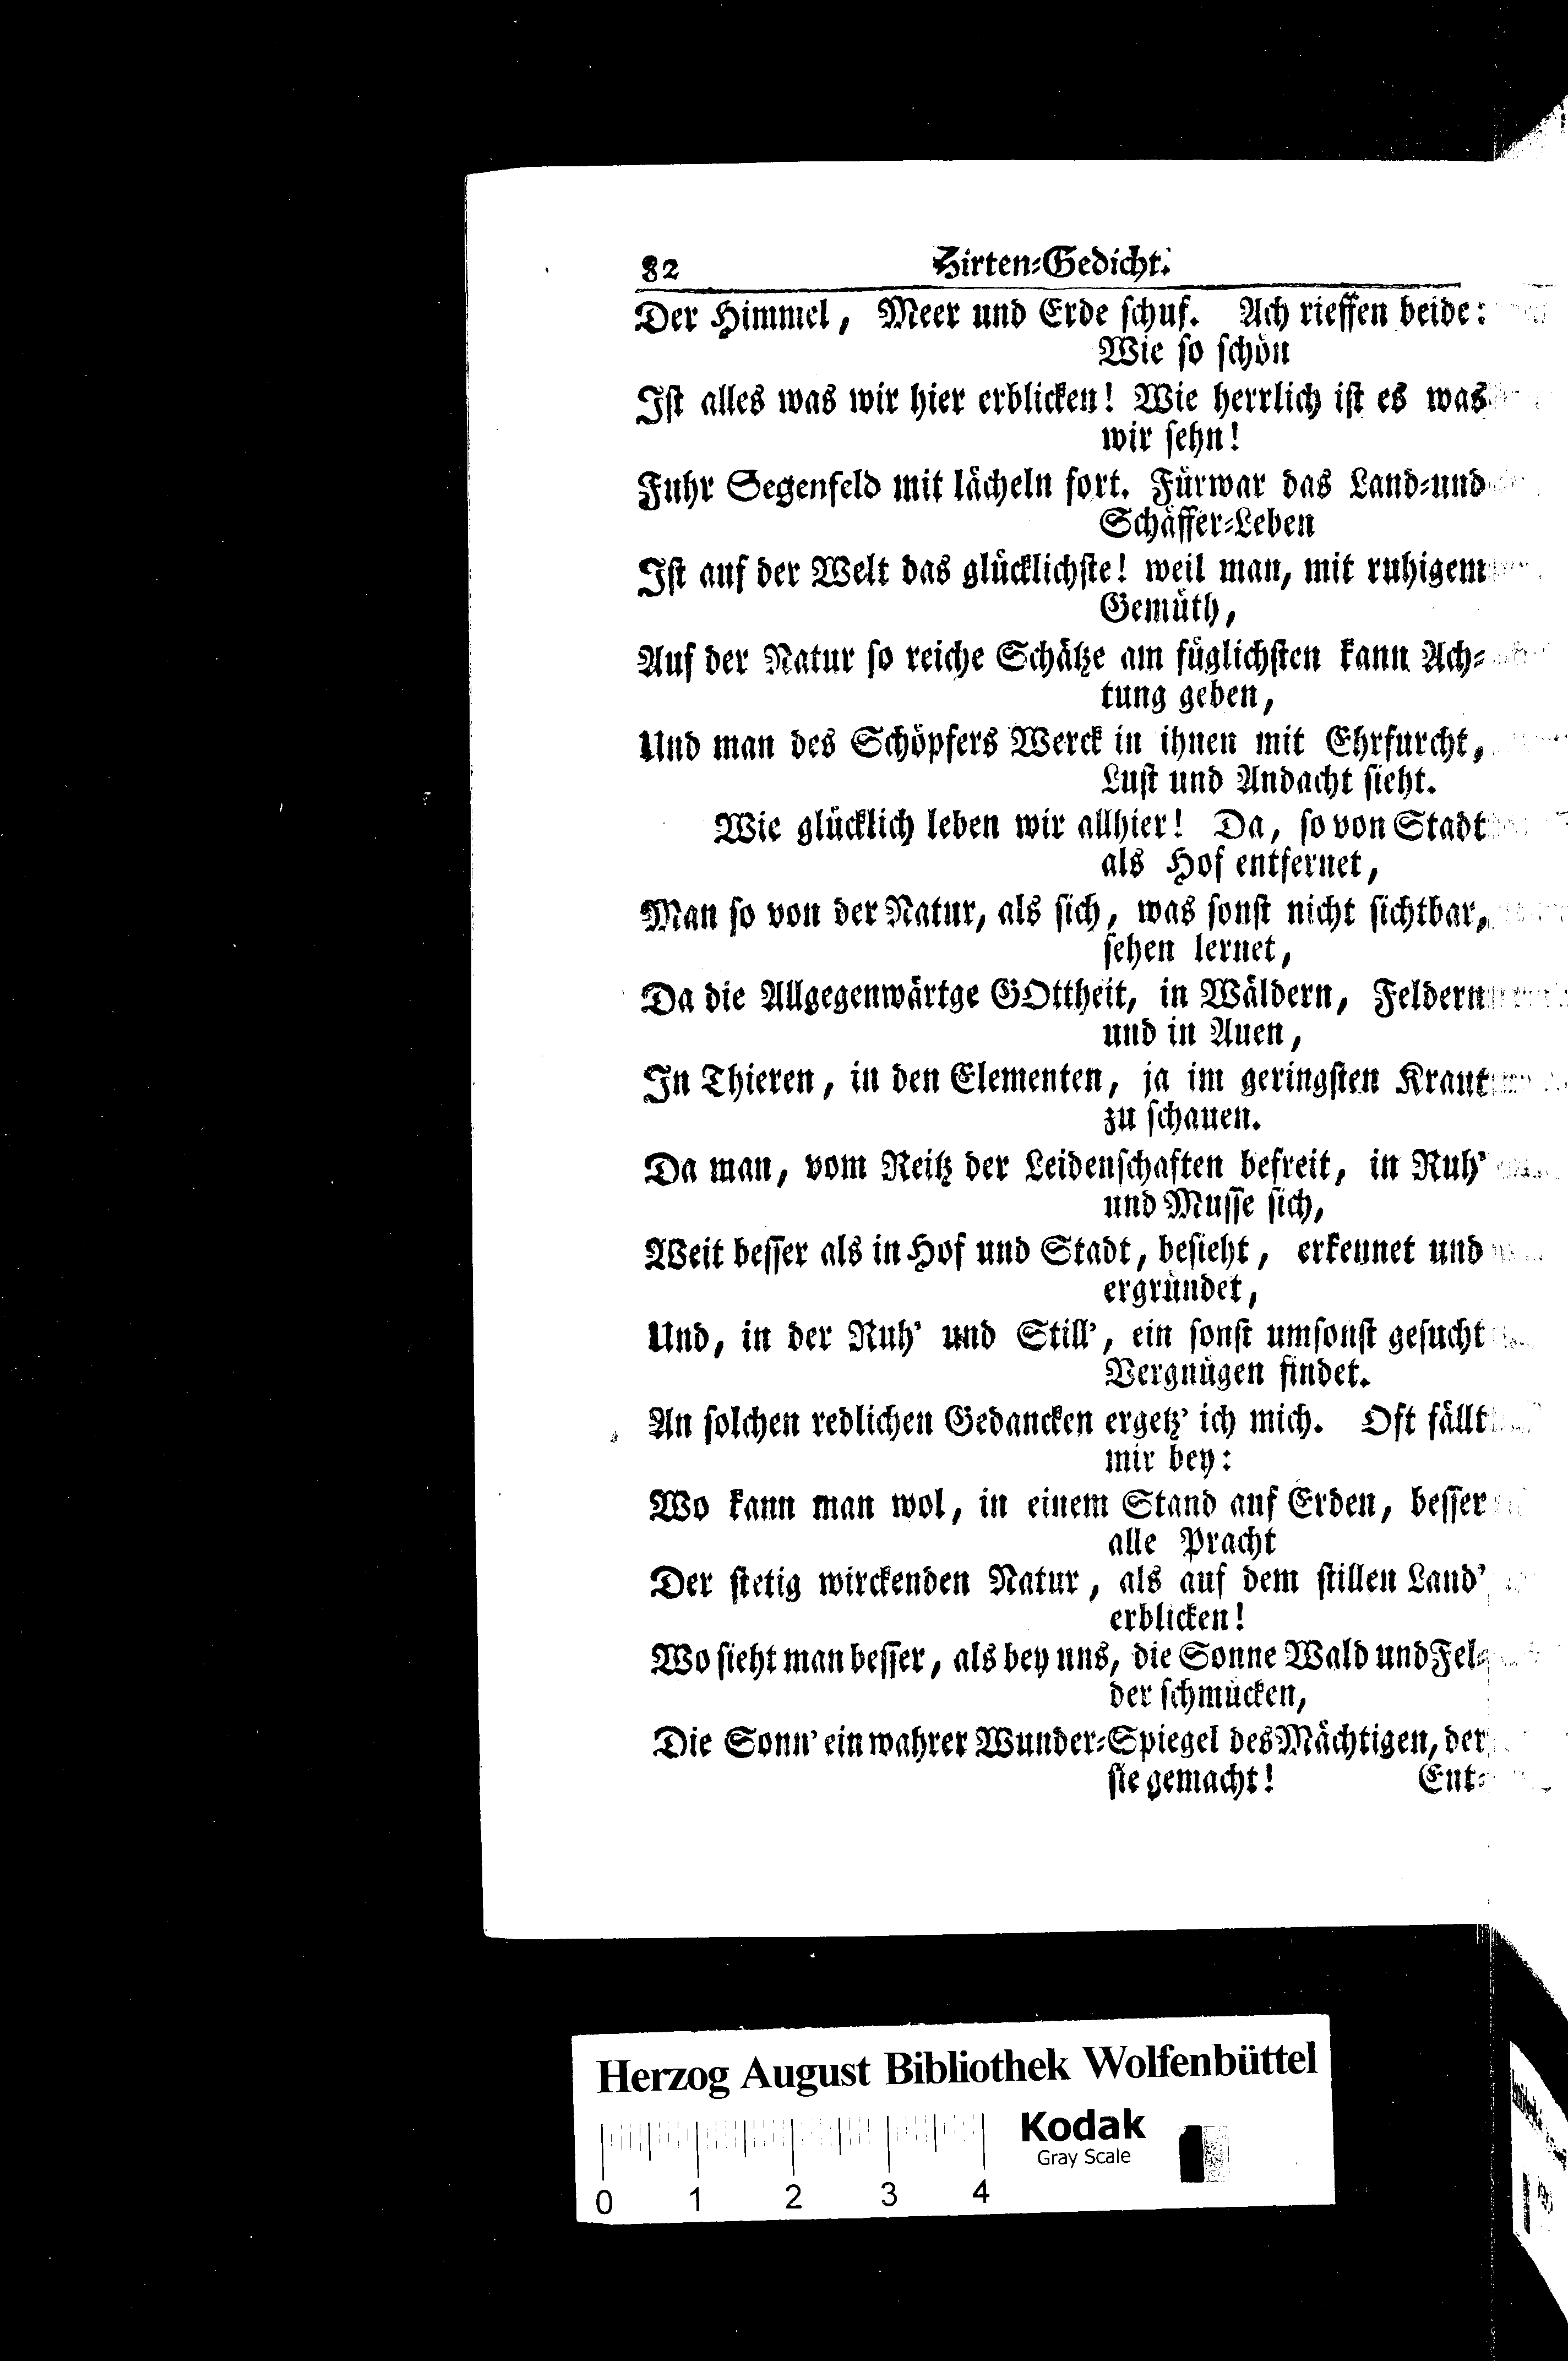 82 Hirten-Gedicht.
Der Himmel, Meer und Erde schuf. Ach rieffen beide:
Wie so schön
Ist alles was wir hier erblicken! Wie herrlich ist es was
wir sehn!
Fuhr Segenfeld mit lächeln fort. Fürwar das Land-und
Schäffer-Leben
Ist auf der Welt das glücklichste! weil man, mit ruhigem
Gemüth,
Auf der Natur so reiche Schätze am füglichsten kann Ach-
tung geben,
Und man des Schöpfers Werck in ihnen mit Ehrfurcht,
Lust und Andacht sieht.
Wie glücklich leben wir allhier! Da, so von Stadt
als Hof entfernet,
Man so von der Natur, als sich, was sonst nicht sichtbar,
sehen lernet,
Da die Allgegenwärtge GOttheit, in Wäldern, Feldern
und in Auen,
In Thieren, in den Elementen, ja im geringsten Kraut
zu schauen.
Da man, vom Reitz der Leidenschaften befreit, in Ruh'
und Musse sich,
Weit besser als in Hof und Stadt, besieht, erkennet und
ergründet,
Und, in der Ruh' und Still', ein sonst umsonst gesucht
Vergnügen findet.
An solchen redlichen Gedancken ergetz' ich mich. Oft fällt
mir bey:
Wo kann man wol, in einem Stand auf Erden, besser
alle Pracht
Der stetig wirckenden Natur, als auf dem stillen Land'
erblicken!
Wo sieht man besser, als bey uns, die Sonne Wald und Fel-
der schmücken,
Die Sonn' ein wahrer Wunder-Spiegel des Mächtigen, der
sie gemacht! Ent-
Herzog August Bibliothek Wolfenbüttel
Kodak
Gray Scale
0 1 2 3 4